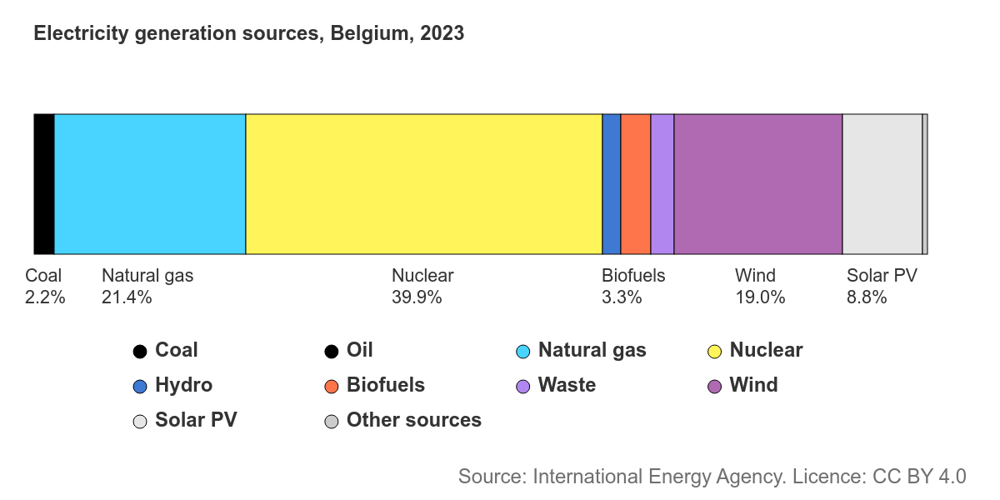 Electricity generation sources, Belgium, 2023
Coal Natural gas Nuclear Biofuels Wind Solar PV
2.2% 21.4% 39.9% 3.3% 19.0% 8.8%
Coal Oil Natural gas Nuclear
Hydro Biofuels Waste Wind
Solar PV Other sources
Source: International Energy Agency. Licence: CC BY 4.0